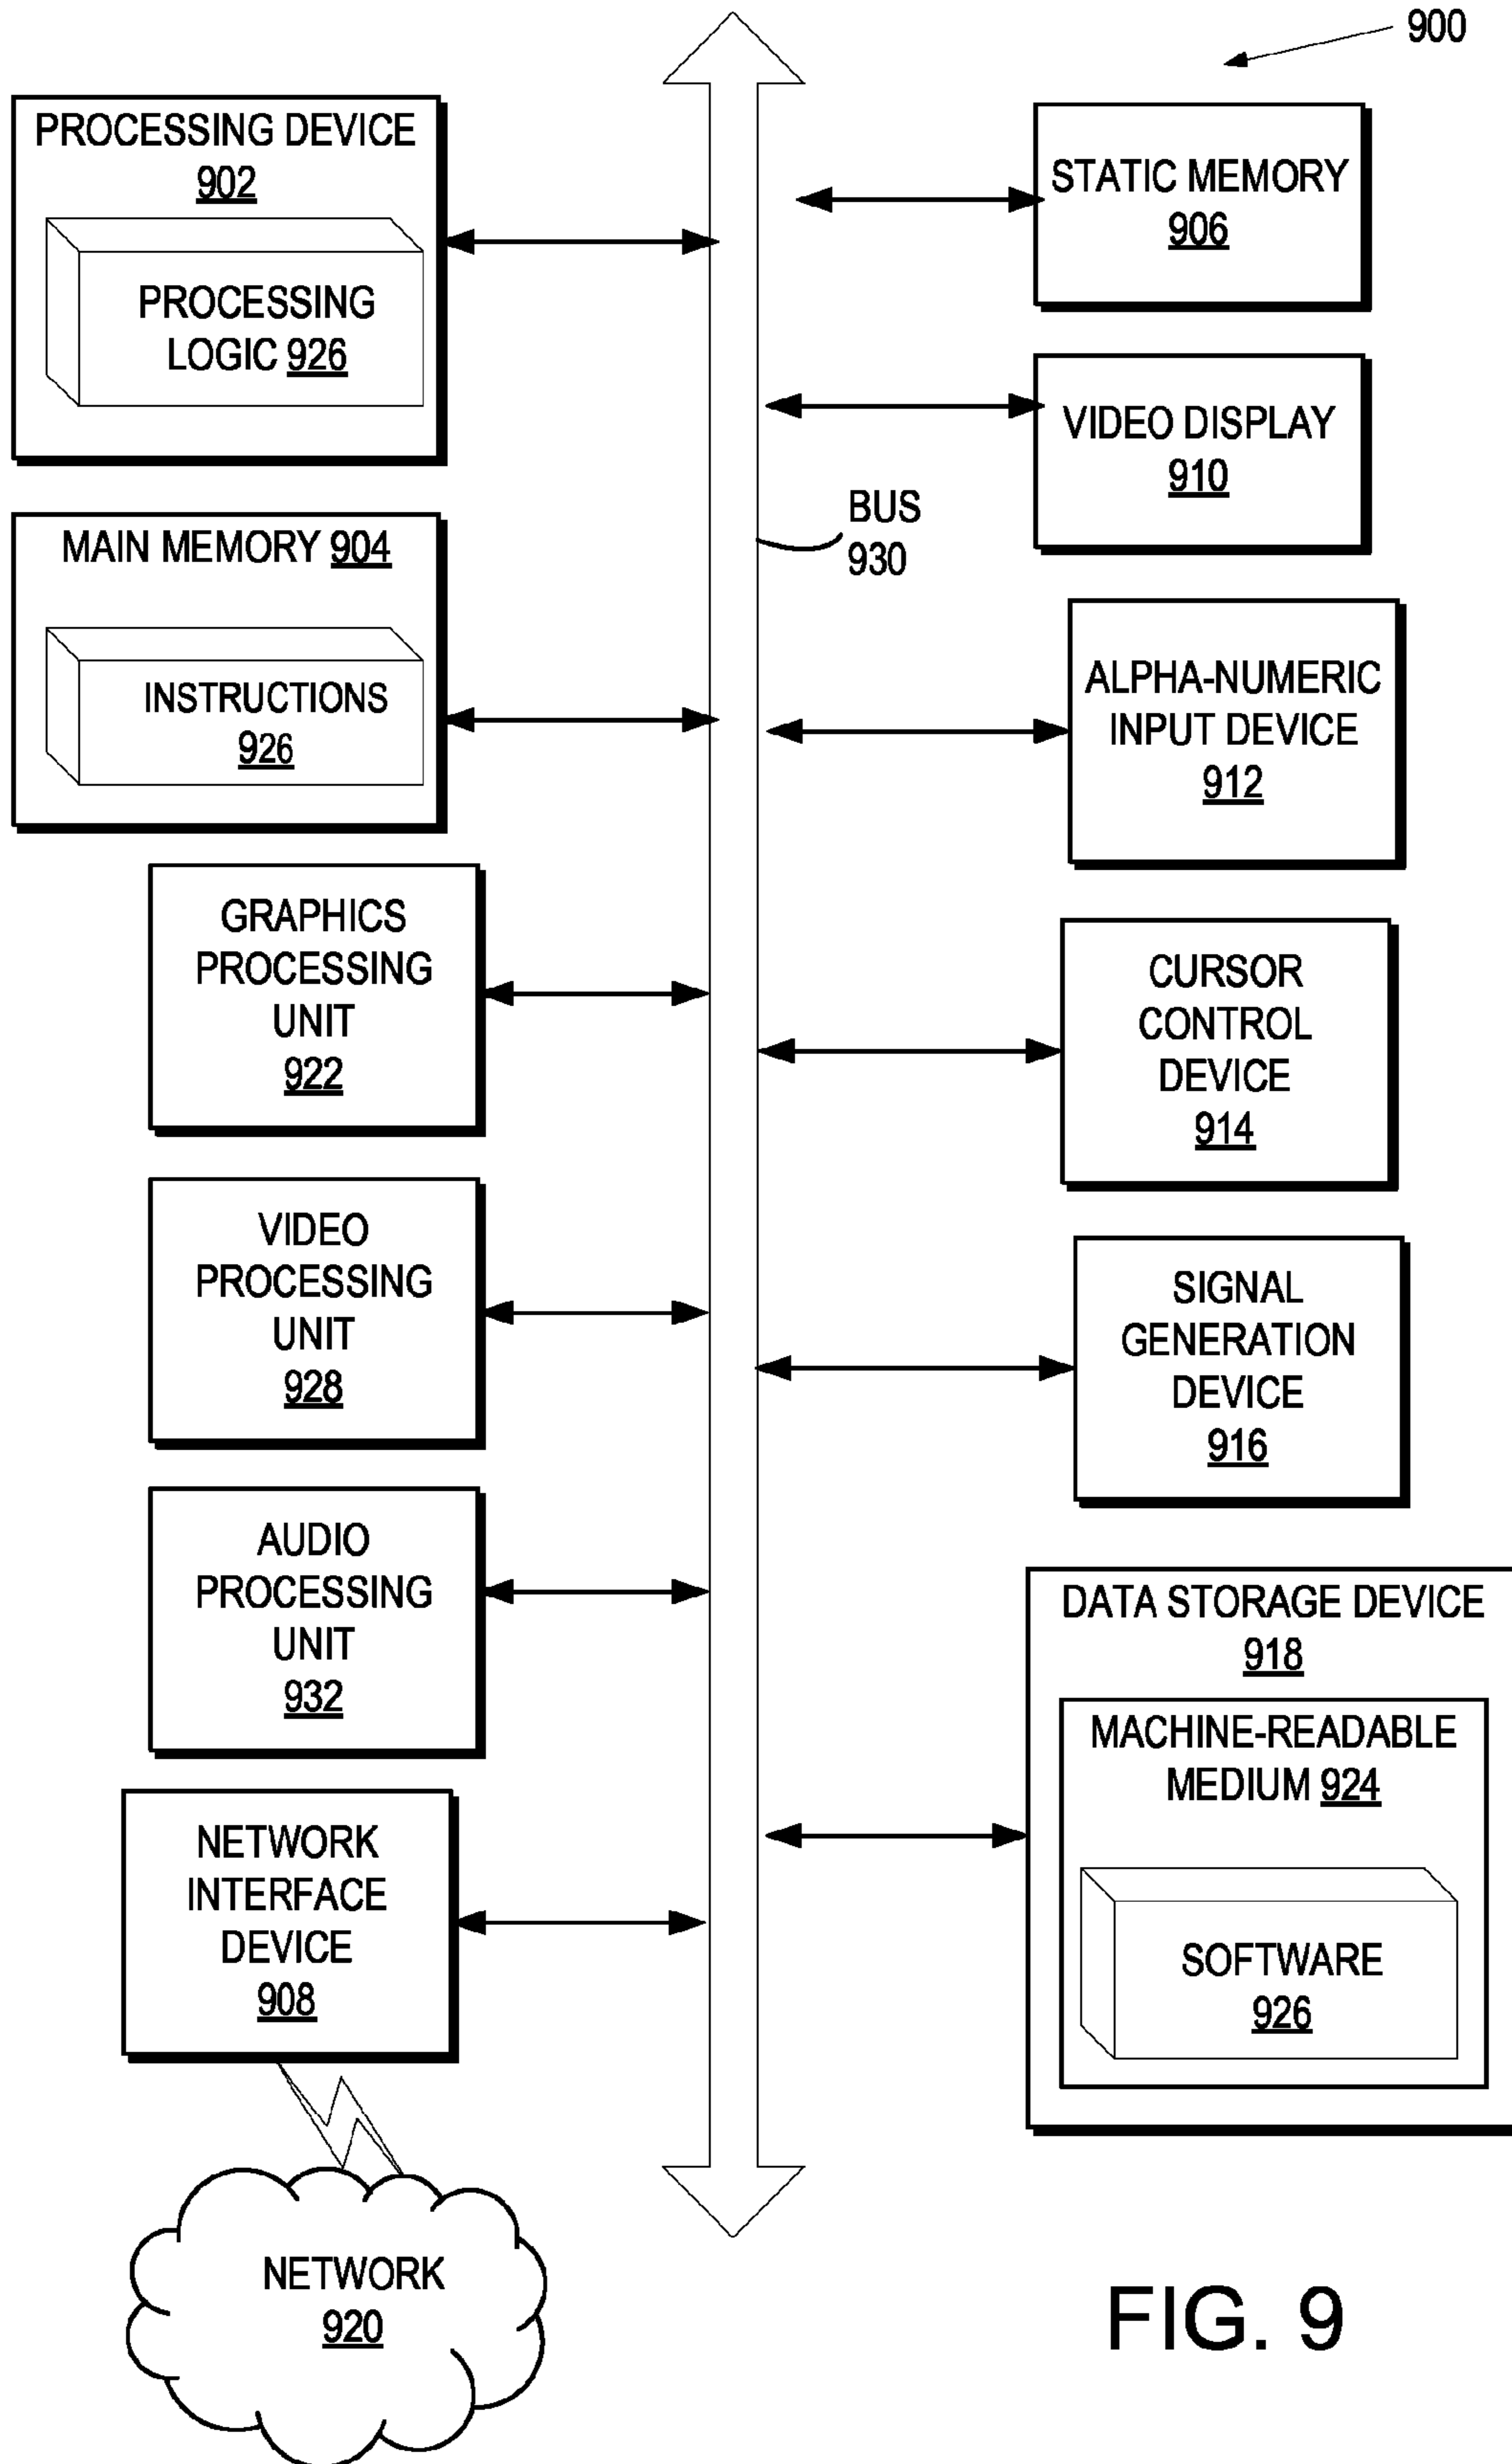 900
PROCESSING DEVICE
902
PROCESSING
LOGIC 926
MAIN MEMORY 904
INSTRUCTIONS
926
GRAPHICS
PROCESSING
UNIT
922
VIDEO
PROCESSING
UNIT
928
AUDIO
PROCESSING
UNIT
932
NETWORK
INTERFACE
DEVICE
908
NETWORK
920
BUS
930
STATIC MEMORY
906
VIDEO DISPLAY
910
ALPHA-NUMERIC
INPUT DEVICE
912
CURSOR
CONTROL
DEVICE
914
SIGNAL
GENERATION
DEVICE
916
DATA STORAGE DEVICE
918
MACHINE-READABLE
MEDIUM 924
SOFTWARE
926
FIG. 9